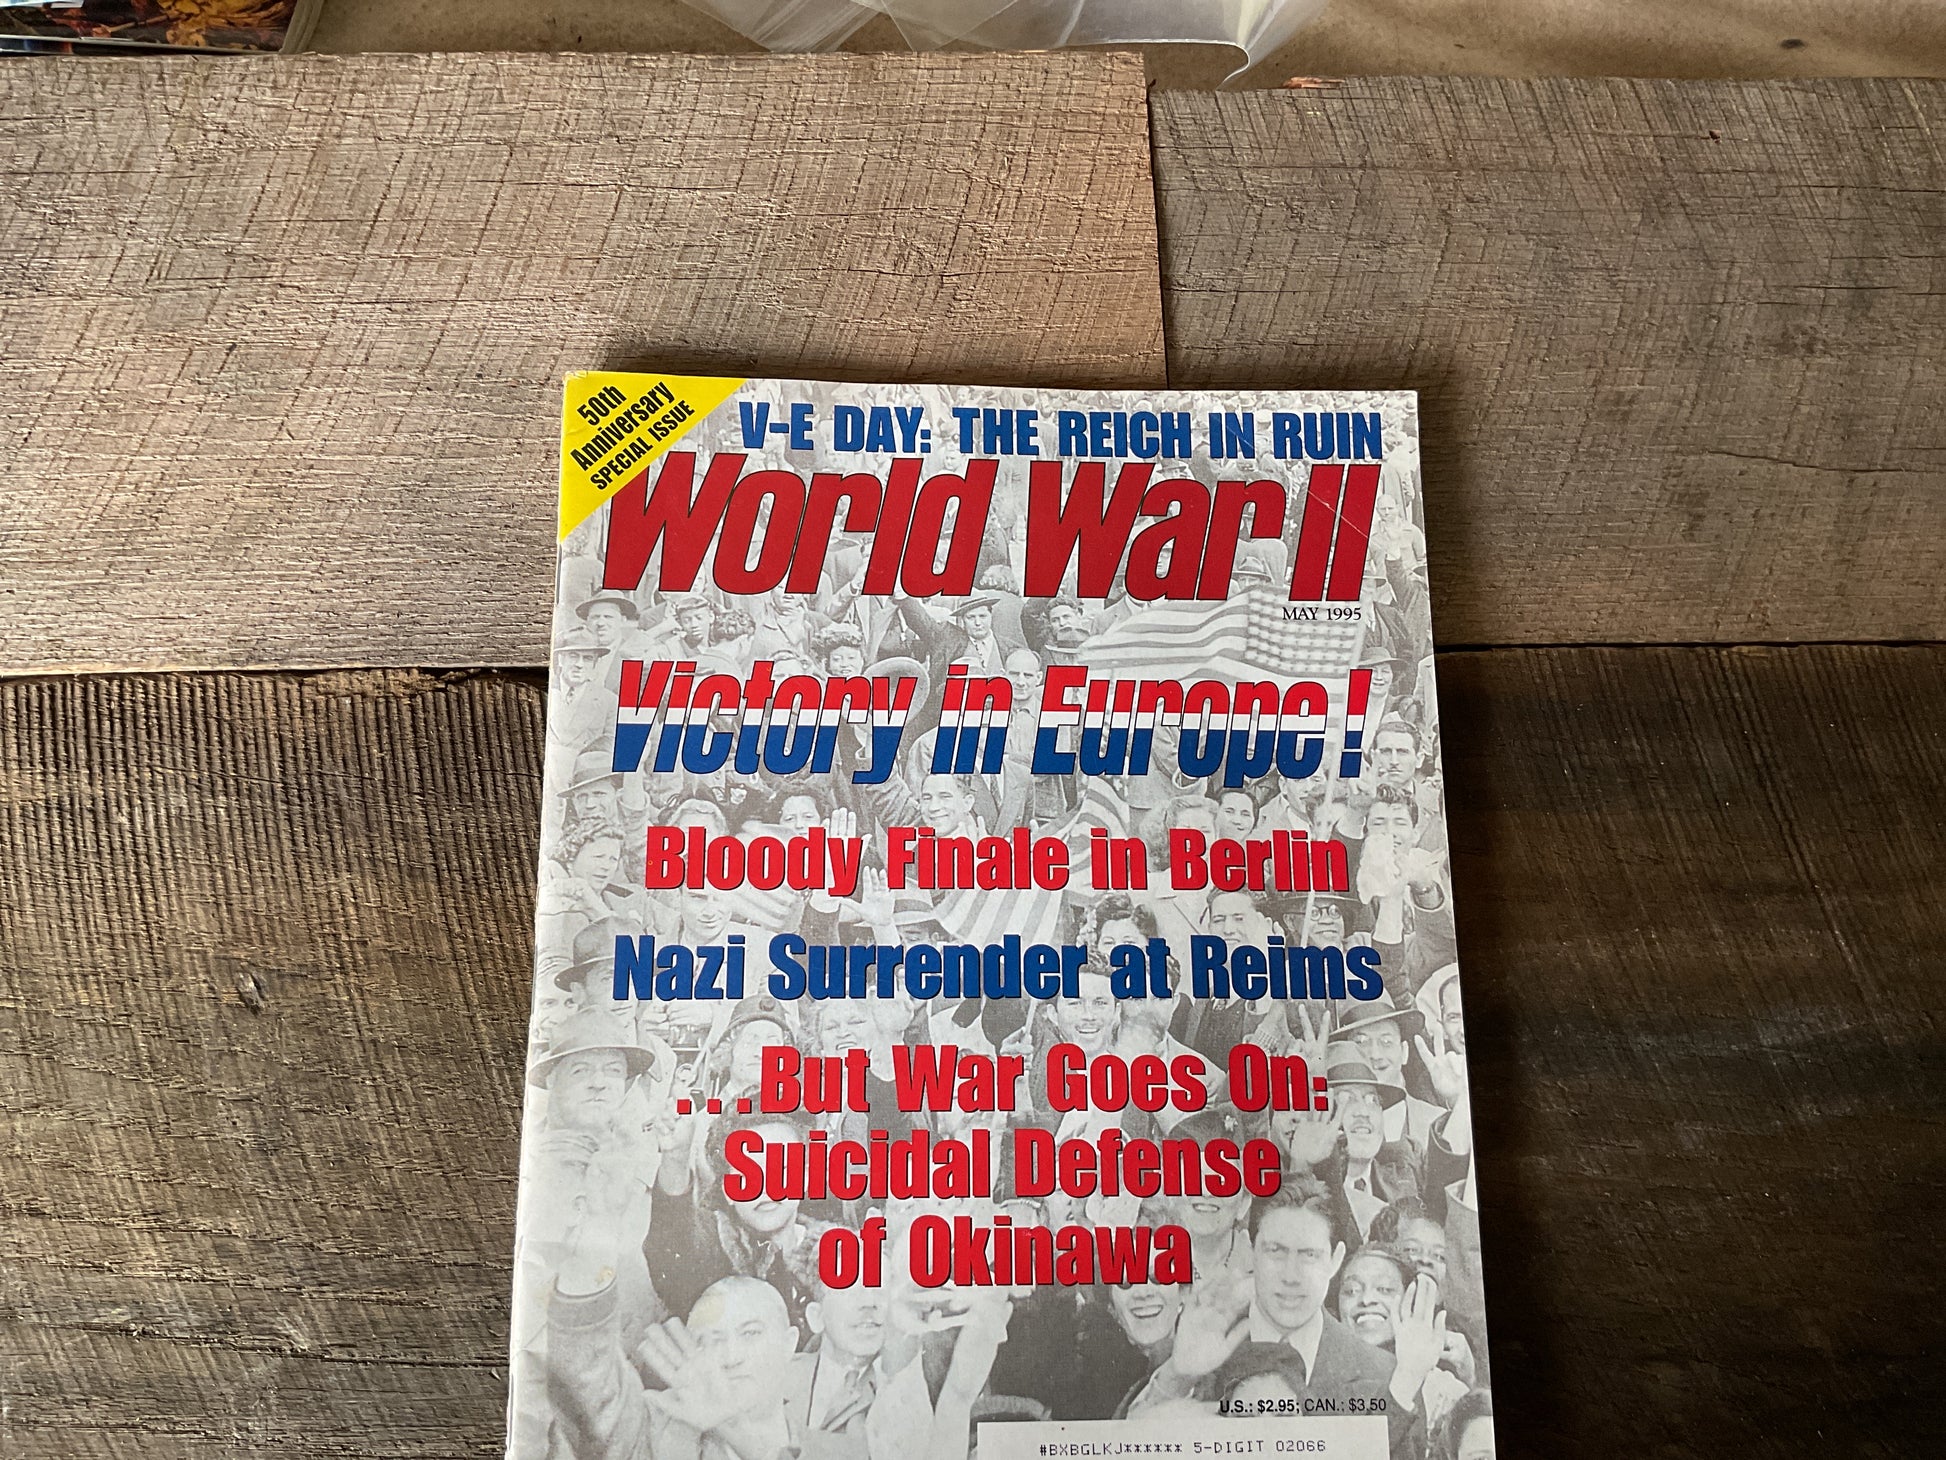 50th
Anniversary
SPECIAL ISSUE
V-E DAY: THE REICH IN RUIN
World War II
MAY 1995
Victory in Europe!
Bloody Finale in Berlin
Nazi Surrender at Reims
...But War Goes On:
Suicidal Defense
of Okinawa
U.S.: $2.95; CAN.: $3.50
#BXBGLKJ****** 5-DIGIT 02066